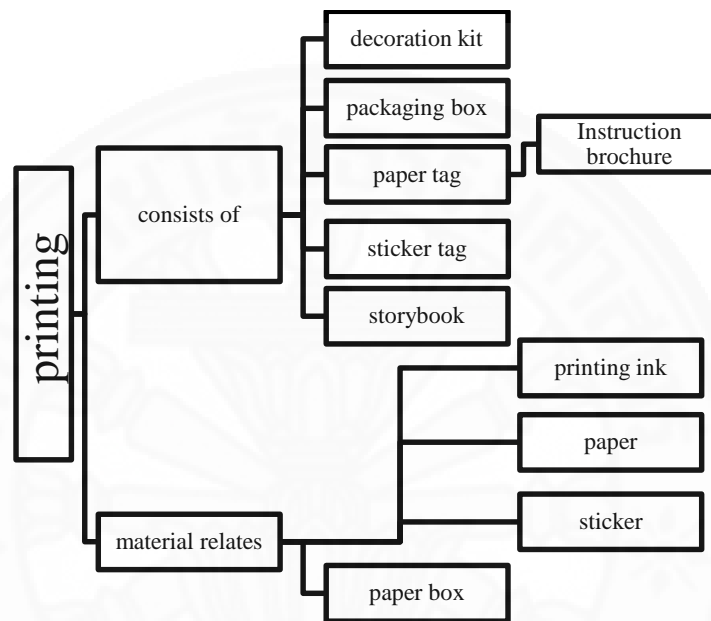 printing
consists of
decoration kit
packaging box
paper tag
Instruction
brochure
sticker tag
storybook
material relates
printing ink
paper
sticker
paper box